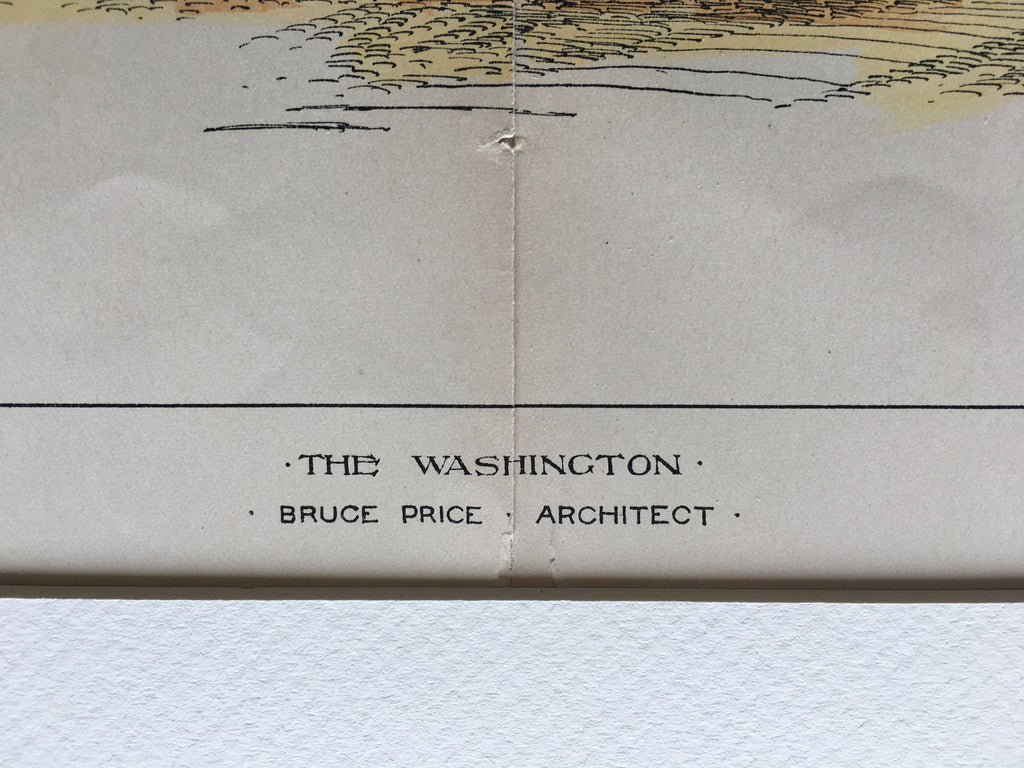 · THE WASHINGTON ·
· BRUCE PRICE · ARCHITECT ·